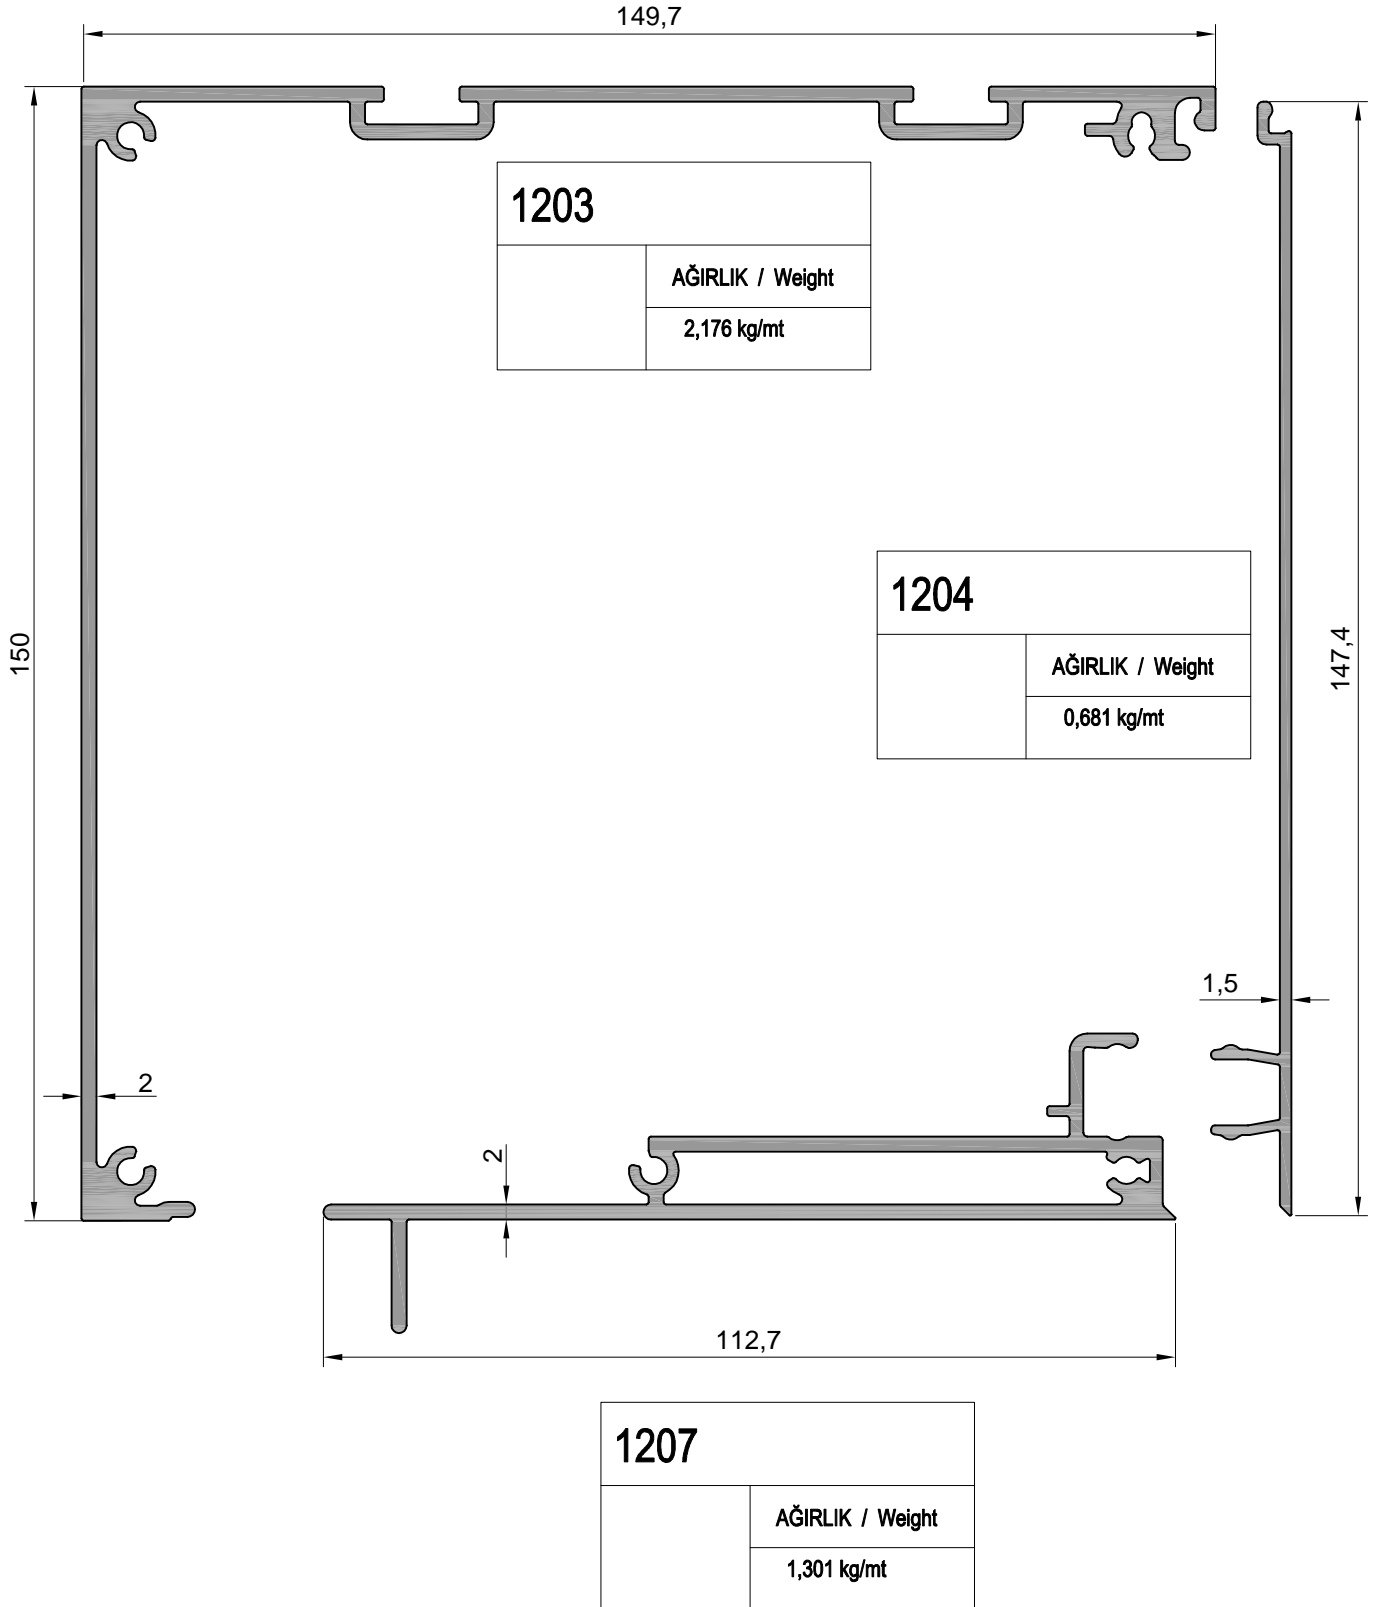 149,7
1203
AĞIRLIK / Weight
2,176 kg/mt
1204
AĞIRLIK / Weight
0,681 kg/mt
150
147,4
1,5
2
2
112,7
1207
AĞIRLIK / Weight
1,301 kg/mt